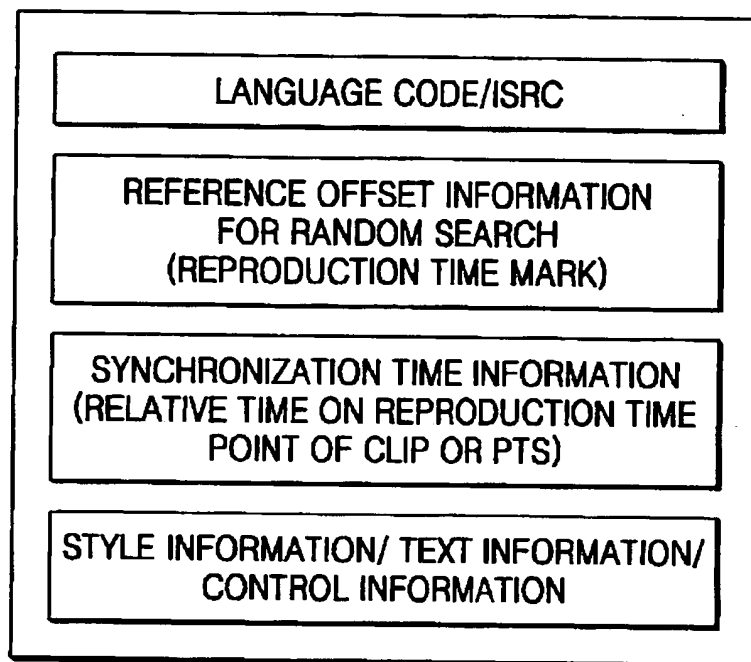 LANGUAGE CODE/ISRC
REFERENCE OFFSET INFORMATION
FOR RANDOM SEARCH
(REPRODUCTION TIME MARK)
SYNCHRONIZATION TIME INFORMATION
(RELATIVE TIME ON REPRODUCTION TIME
POINT OF CLIP OR PTS)
STYLE INFORMATION/ TEXT INFORMATION/
CONTROL INFORMATION